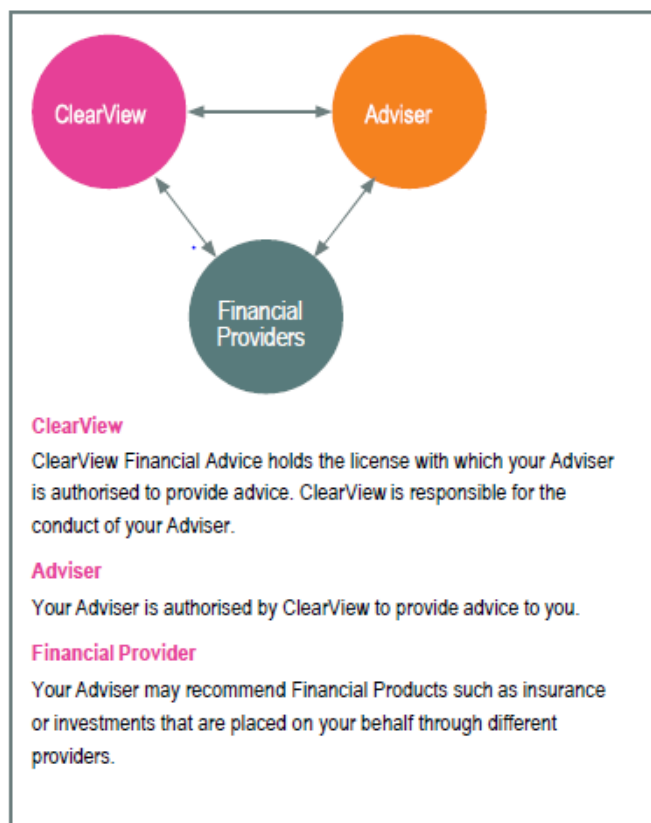 ClearView
Adviser
Financial
Providers
ClearView
ClearView Financial Advice holds the license with which your Adviser
is authorised to provide advice. ClearView is responsible for the
conduct of your Adviser.
Adviser
Your Adviser is authorised by ClearView to provide advice to you.
Financial Provider
Your Adviser may recommend Financial Products such as insurance
or investments that are placed on your behalf through different
providers.